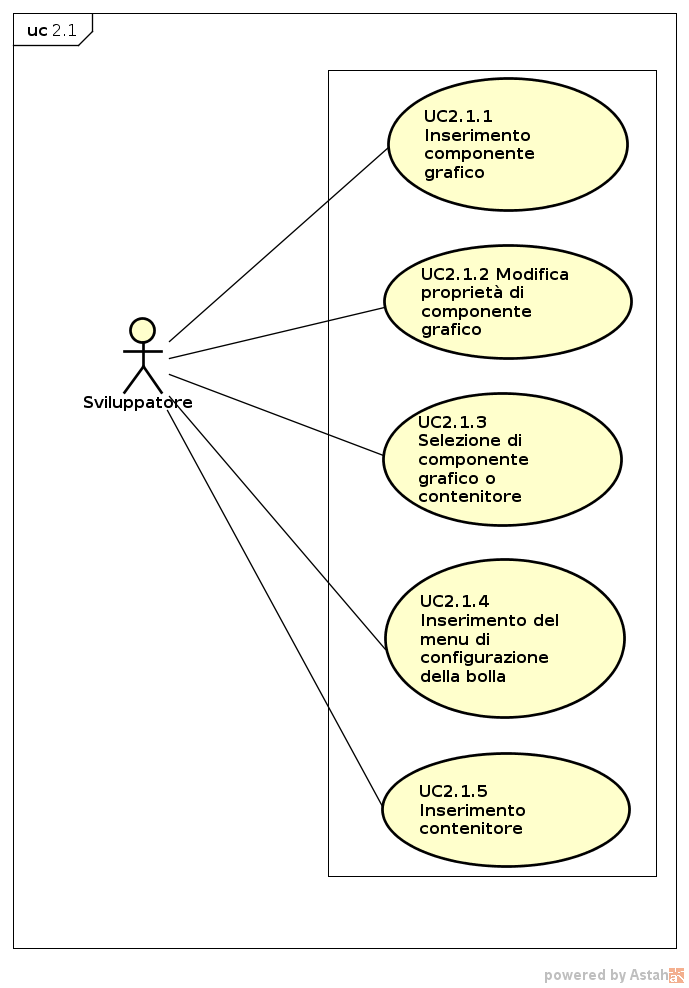 uc 2.1
UC2.1.1
Inserimento
componente
grafico
UC2.1.2 Modifica
proprietà di
componente
grafico
Sviluppatore
UC2.1.3
Selezione di
componente
grafico o
contenitore
UC2.1.4
Inserimento del
menu di
configurazione
della bolla
UC2.1.5
Inserimento
contenitore
powered by Astah